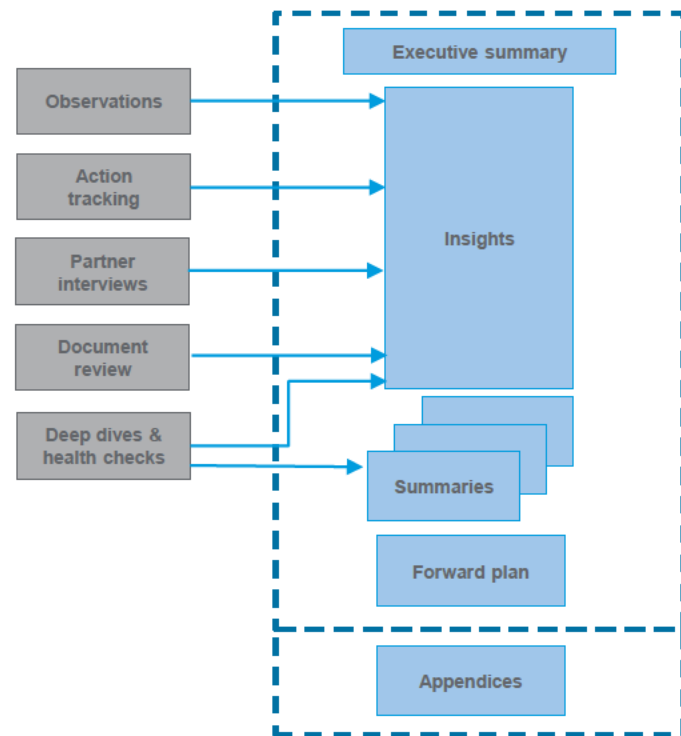 Executive summary
Observations
Action
tracking
Insights
Partner
interviews
Document
review
Deep dives &
health checks
Summaries
Forward plan
Appendices